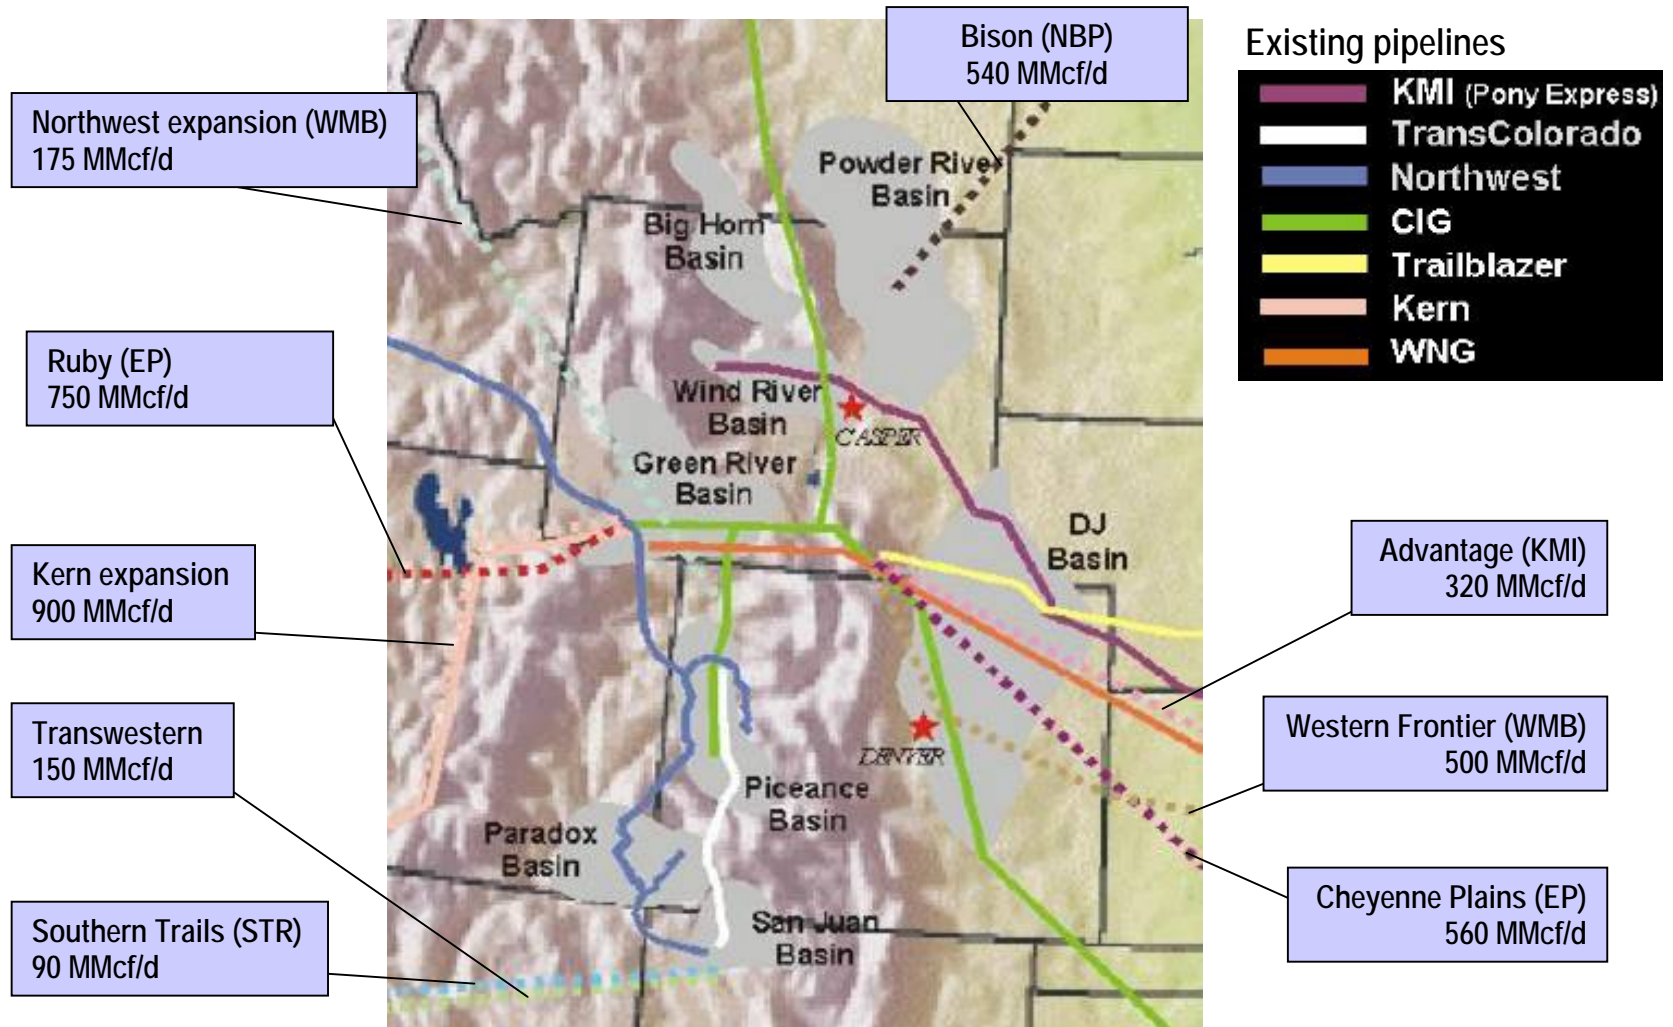 Bison (NBP)
540 MMcf/d
Existing pipelines
KMI (Pony Express)
TransColorado
Northwest
CIG
Trailblazer
Kern
WNG
Northwest expansion (WMB)
175 MMcf/d
Ruby (EP)
750 MMcf/d
Kern expansion
900 MMcf/d
Transwestern
150 MMcf/d
Southern Trails (STR)
90 MMcf/d
Powder River
Basin
Big Horn
Basin
Wind River
Basin
CASPER
Green River
Basin
DJ
Basin
DENVER
Piceance
Basin
Paradox
Basin
San Juan
Basin
Advantage (KMI)
320 MMcf/d
Western Frontier (WMB)
500 MMcf/d
Cheyenne Plains (EP)
560 MMcf/d